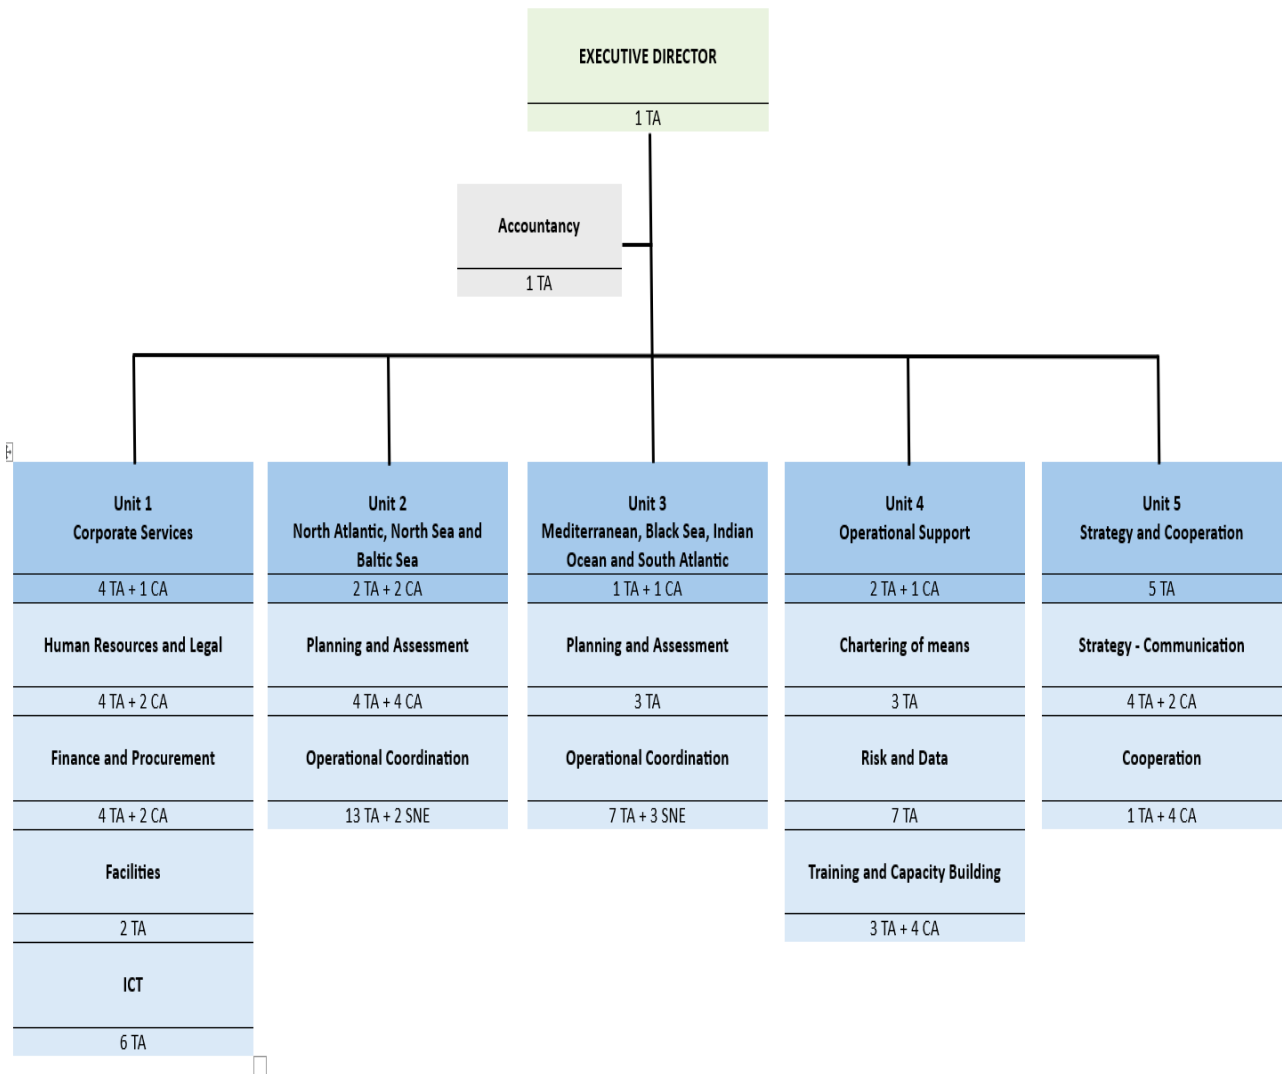 EXECUTIVE DIRECTOR
1 TA
Accountancy
1 TA
Unit 1
Corporate Services
4 TA + 1 CA
Human Resources and Legal
4 TA + 2 CA
Finance and Procurement
4 TA + 2 CA
Facilities
2 TA
ICT
6 TA
Unit 2
North Atlantic, North Sea and
Baltic Sea
2 TA + 2 CA
Planning and Assessment
4 TA + 4 CA
Operational Coordination
13 TA + 2 SNE
Unit 3
Mediterranean, Black Sea, Indian
Ocean and South Atlantic
1 TA + 1 CA
Planning and Assessment
3 TA
Operational Coordination
7 TA + 3 SNE
Unit 4
Operational Support
2 TA + 1 CA
Chartering of means
3 TA
Risk and Data
7 TA
Training and Capacity Building
3 TA + 4 CA
Unit 5
Strategy and Cooperation
5 TA
Strategy - Communication
4 TA + 2 CA
Cooperation
1 TA + 4 CA